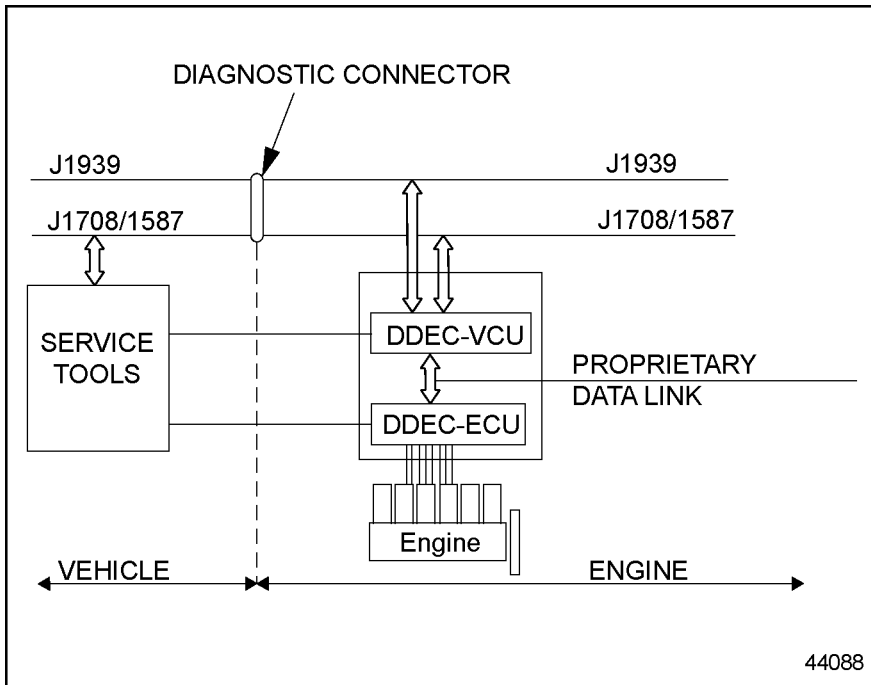 DIAGNOSTIC CONNECTOR
J1939
J1939
J1708/1587
J1708/1587
SERVICE
TOOLS
DDEC-VCU
PROPRIETARY
DATA LINK
DDEC-ECU
Engine
VEHICLE
ENGINE
44088